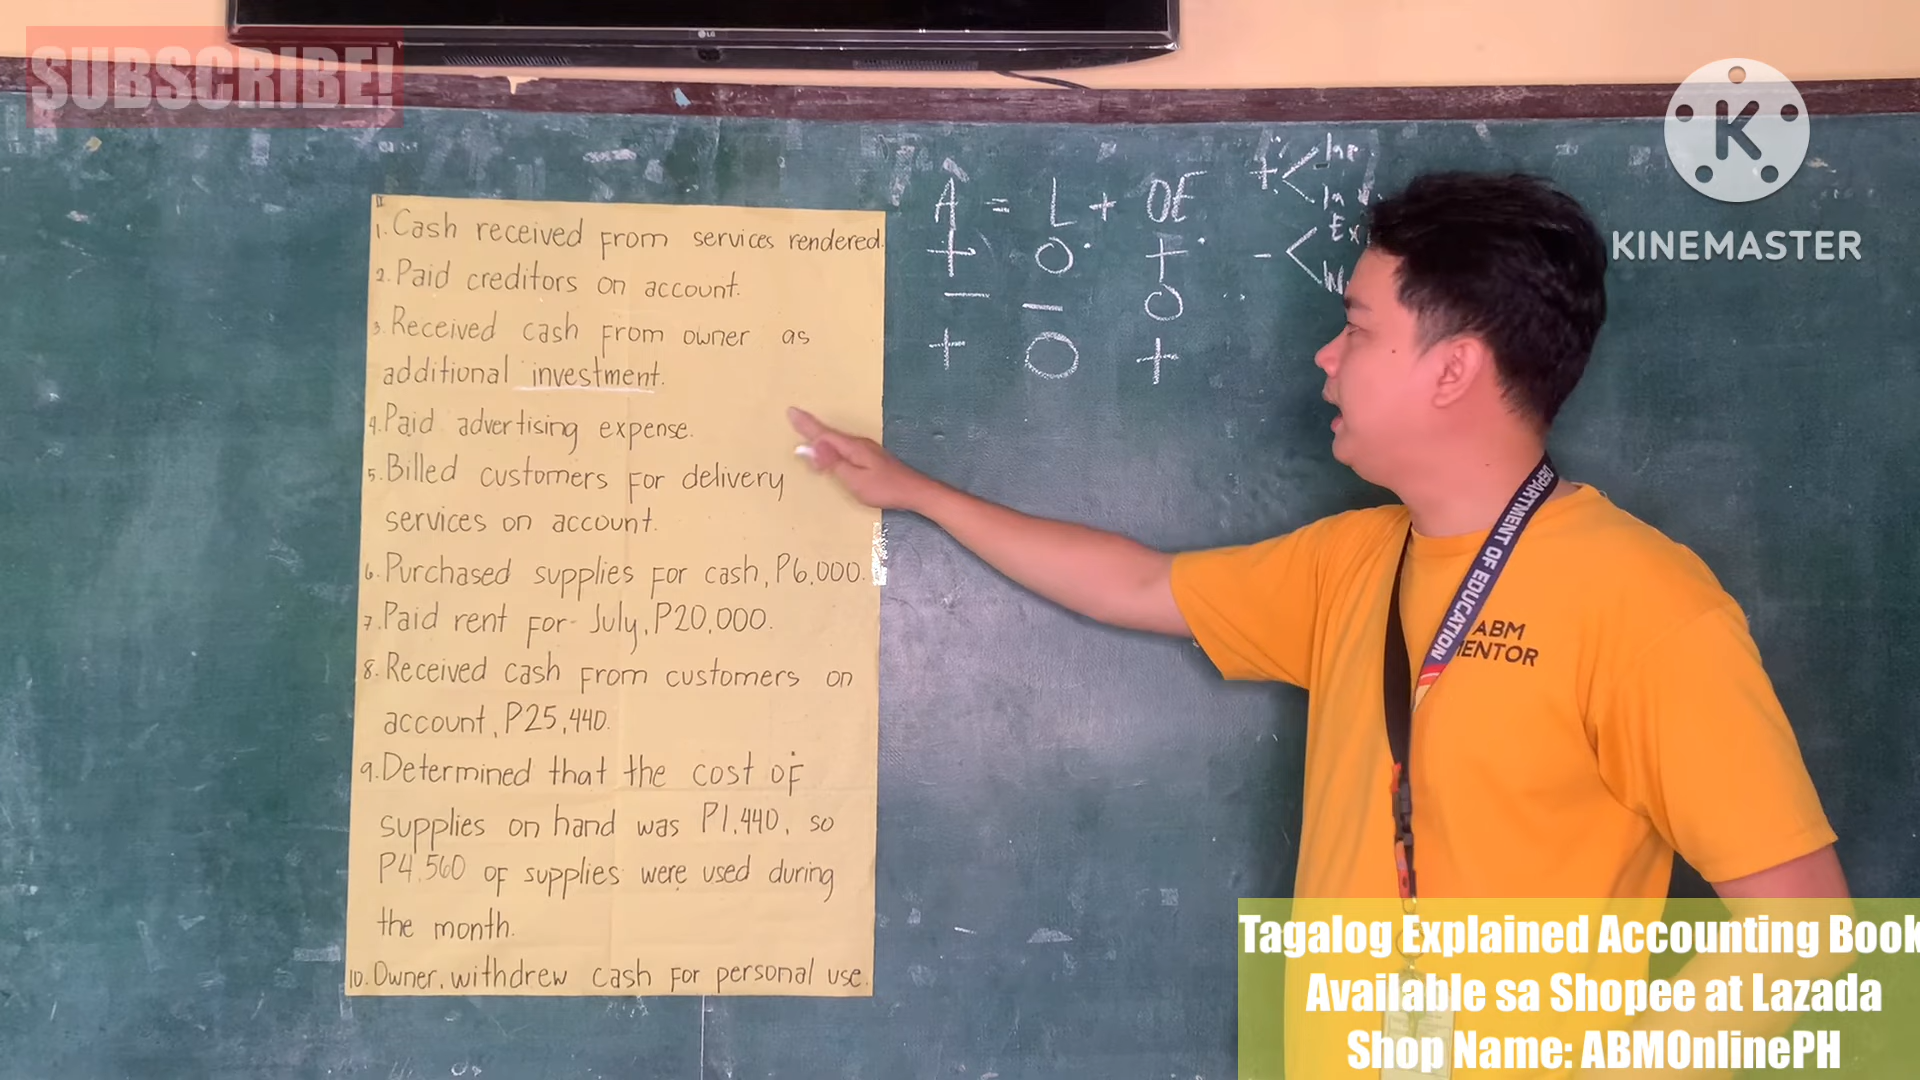 LG
SUBSCRIBE!
II
1. Cash received from services rendered.
2. Paid creditors on account.
3. Received cash from owner as
additional investment.
4. Paid advertising expense.
5. Billed customers for delivery
services on account.
6. Purchased supplies for cash, P6,000.
7. Paid rent for July, P20,000.
8. Received cash from customers on
account, P25,440.
9. Determined that the cost of
supplies on hand was P1,440, so
P4,560 of supplies were used during
the month.
10. Owner, withdrew cash for personal use.
A = L + OE
+ O +
- - O
+ O +
+ <
- <
K
KINEMASTER
DEPARTMENT OF EDUCATION
ABM
MENTOR
Tagalog Explained Accounting Book
Available sa Shopee at Lazada
Shop Name: ABMOnlinePH